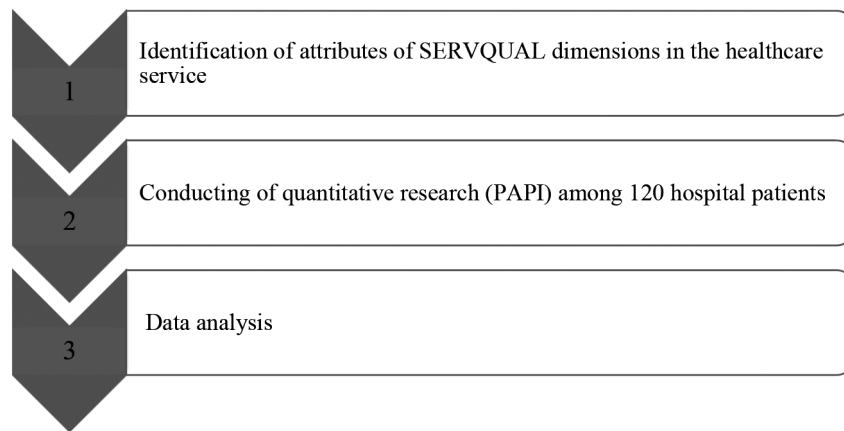 1
Identification of attributes of SERVQUAL dimensions in the healthcare
service
2
Conducting of quantitative research (PAPI) among 120 hospital patients
3
Data analysis